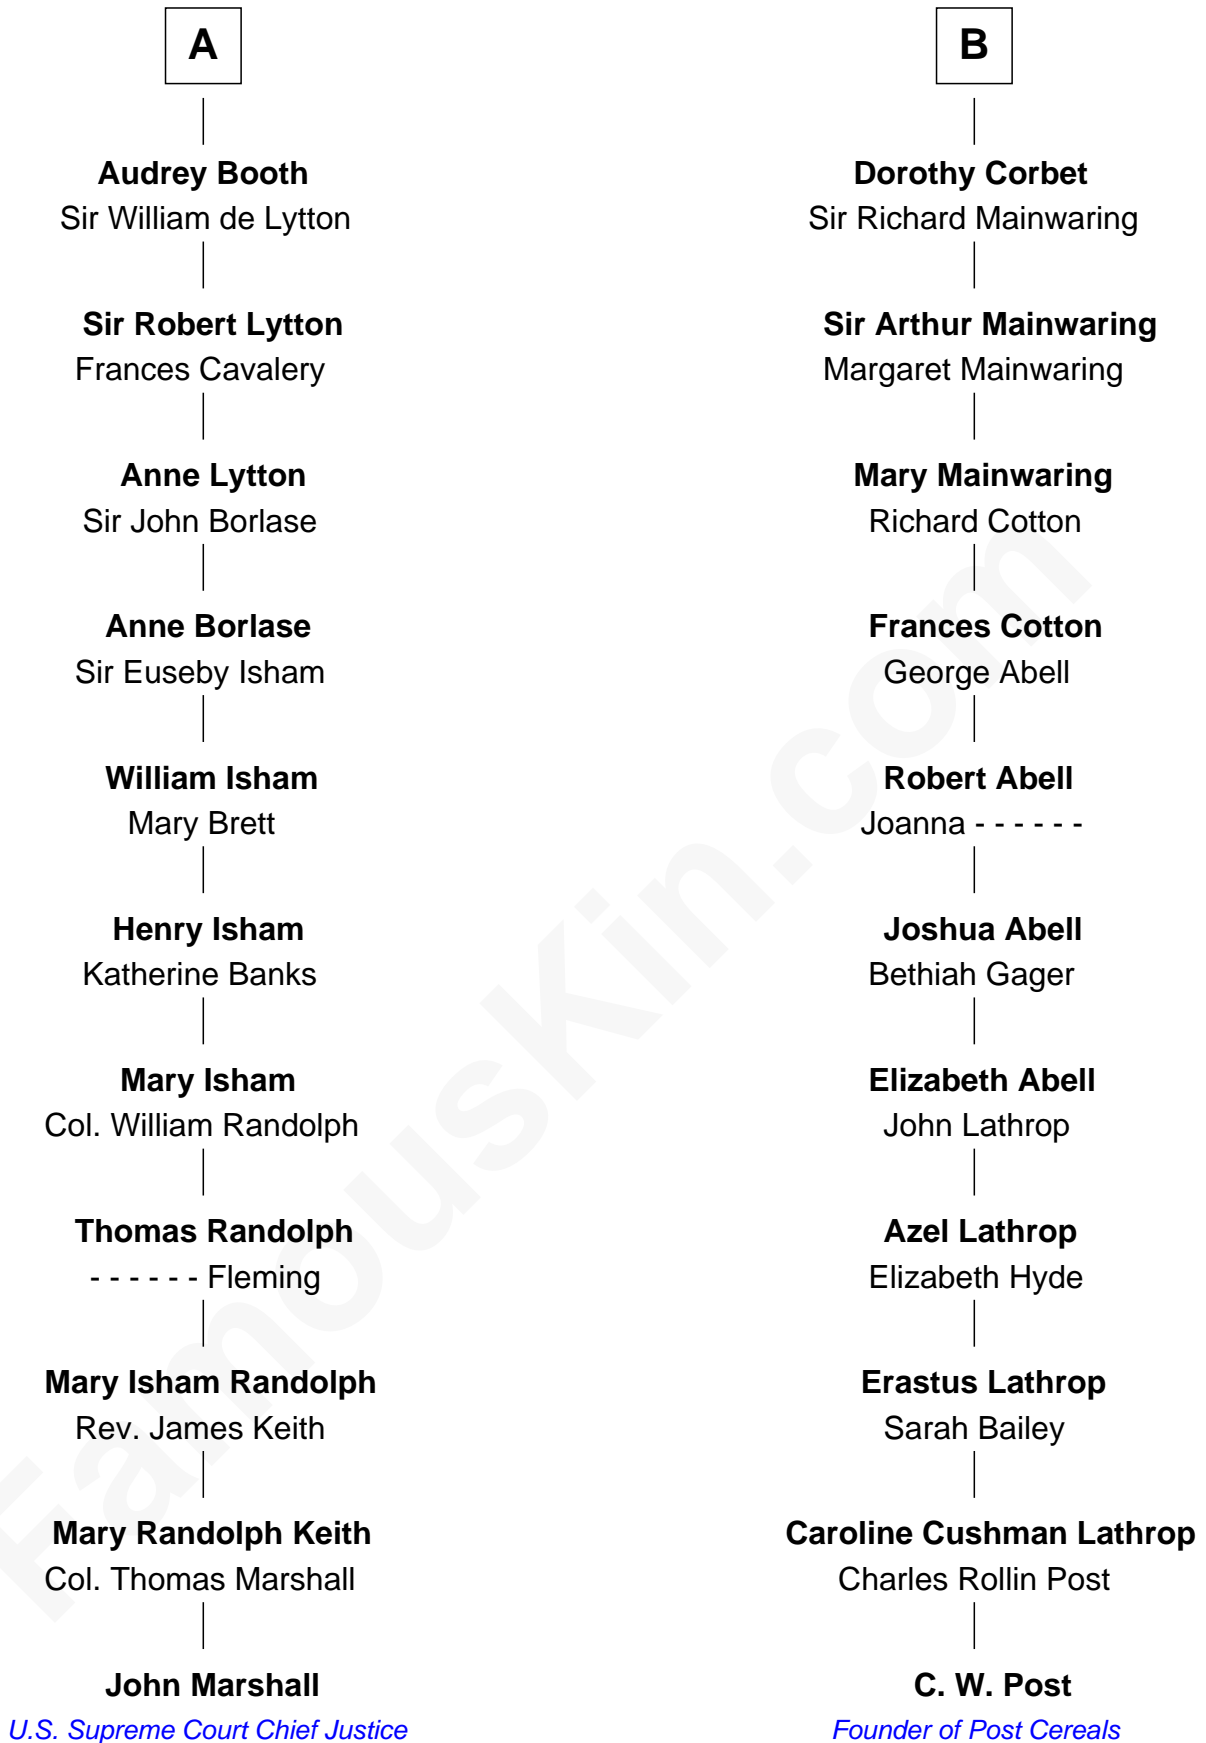 A
Audrey Booth
Sir William de Lytton
Sir Robert Lytton
Frances Cavalery
Anne Lytton
Sir John Borlase
Anne Borlase
Sir Euseby Isham
William Isham
Mary Brett
Henry Isham
Katherine Banks
Mary Isham
Col. William Randolph
Thomas Randolph
- - - - - - Fleming
Mary Isham Randolph
Rev. James Keith
Mary Randolph Keith
Col. Thomas Marshall
John Marshall
U.S. Supreme Court Chief Justice
B
Dorothy Corbet
Sir Richard Mainwaring
Sir Arthur Mainwaring
Margaret Mainwaring
Mary Mainwaring
Richard Cotton
Frances Cotton
George Abell
Robert Abell
Joanna - - - - - -
Joshua Abell
Bethiah Gager
Elizabeth Abell
John Lathrop
Azel Lathrop
Elizabeth Hyde
Erastus Lathrop
Sarah Bailey
Caroline Cushman Lathrop
Charles Rollin Post
C. W. Post
Founder of Post Cereals
FamousKin.com